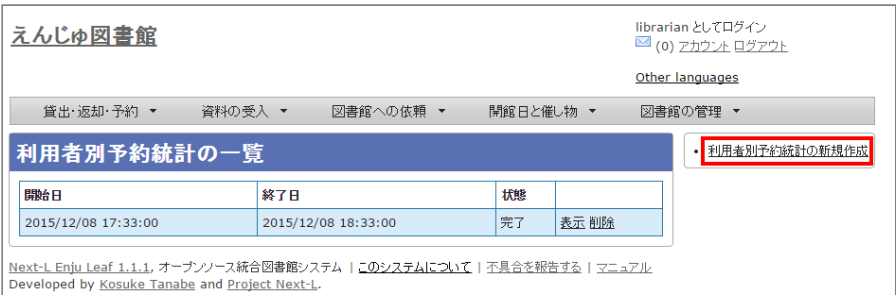 えんじゅ図書館
librarian としてログイン
(0) アカウント ログアウト
Other languages
貸出・返却・予約 ▼ 資料の受入 ▼ 図書館への依頼 ▼ 開館日と催し物 ▼ 図書館の管理 ▼
利用者別予約統計の一覧
• 利用者別予約統計の新規作成
開始日 終了日 状態
2015/12/08 17:33:00 2015/12/08 18:33:00 完了 表示 削除
Next-L Enju Leaf 1.1.1, オープンソース統合図書館システム | このシステムについて | 不具合を報告する | マニュアル
Developed by Kosuke Tanabe and Project Next-L.